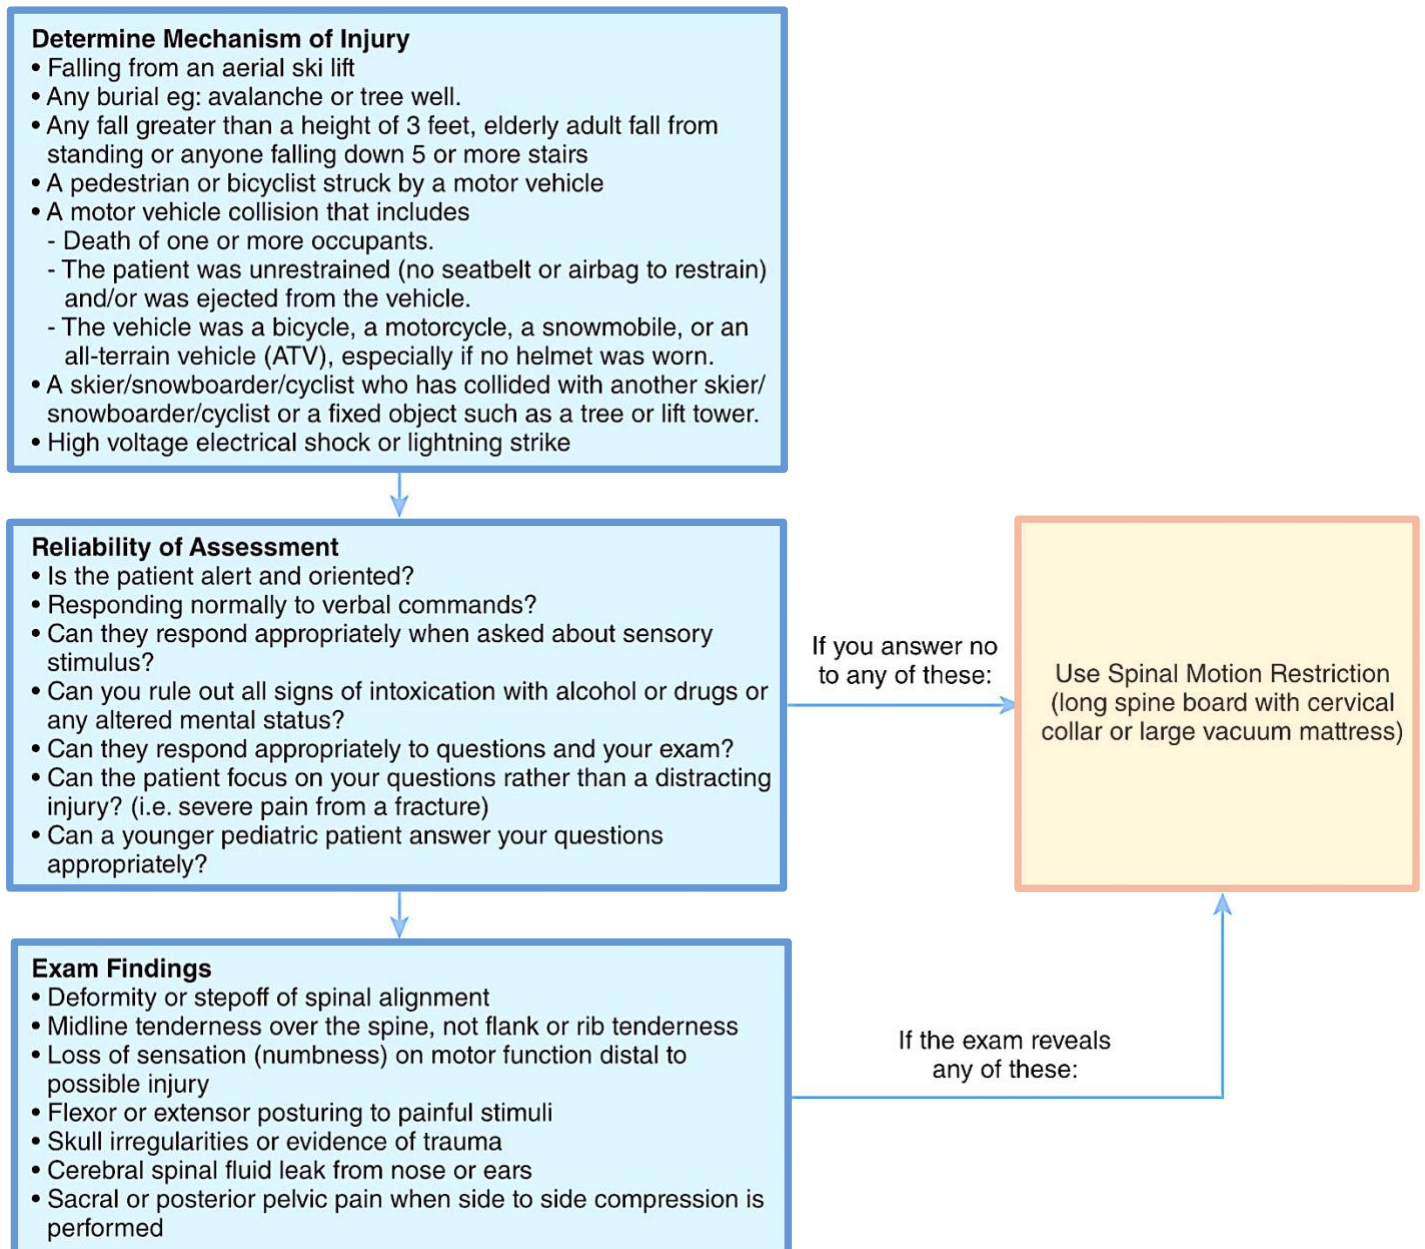 Determine Mechanism of Injury
• Falling from an aerial ski lift
• Any burial eg: avalanche or tree well.
• Any fall greater than a height of 3 feet, elderly adult fall from
standing or anyone falling down 5 or more stairs
• A pedestrian or bicyclist struck by a motor vehicle
• A motor vehicle collision that includes
- Death of one or more occupants.
- The patient was unrestrained (no seatbelt or airbag to restrain)
and/or was ejected from the vehicle.
- The vehicle was a bicycle, a motorcycle, a snowmobile, or an
all-terrain vehicle (ATV), especially if no helmet was worn.
• A skier/snowboarder/cyclist who has collided with another skier/
snowboarder/cyclist or a fixed object such as a tree or lift tower.
• High voltage electrical shock or lightning strike
Reliability of Assessment
• Is the patient alert and oriented?
• Responding normally to verbal commands?
• Can they respond appropriately when asked about sensory
stimulus?
• Can you rule out all signs of intoxication with alcohol or drugs or
any altered mental status?
• Can they respond appropriately to questions and your exam?
• Can the patient focus on your questions rather than a distracting
injury? (i.e. severe pain from a fracture)
• Can a younger pediatric patient answer your questions
appropriately?
If you answer no
to any of these:
Use Spinal Motion Restriction
(long spine board with cervical
collar or large vacuum mattress)
Exam Findings
• Deformity or stepoff of spinal alignment
• Midline tenderness over the spine, not flank or rib tenderness
• Loss of sensation (numbness) on motor function distal to
possible injury
• Flexor or extensor posturing to painful stimuli
• Skull irregularities or evidence of trauma
• Cerebral spinal fluid leak from nose or ears
• Sacral or posterior pelvic pain when side to side compression is
performed
If the exam reveals
any of these: